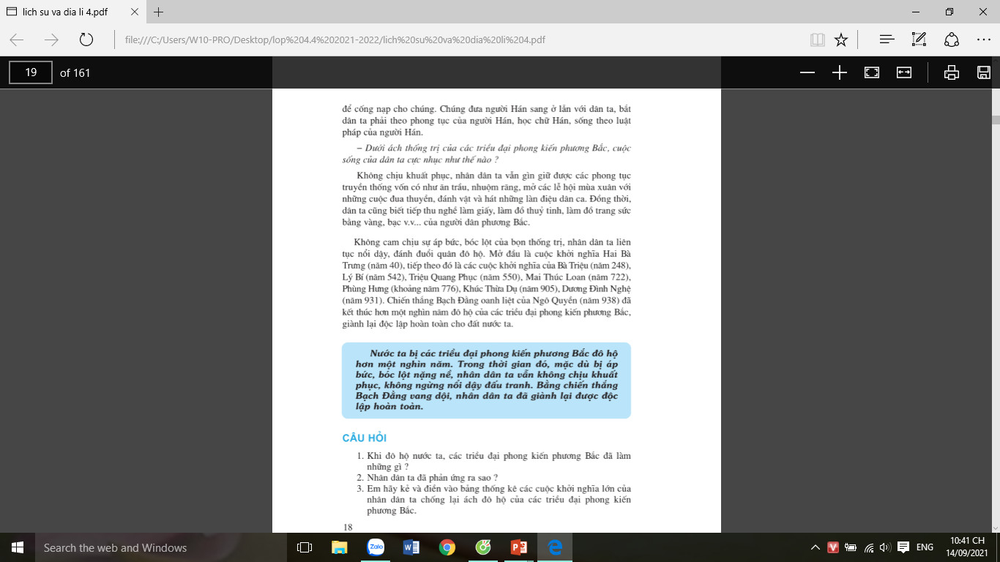 lich su va dia li 4.pdf
file:///C:/Users/W10-PRO/Desktop/lop%204.4%202021-2022/lich%20su%20va%20dia%20li%204.pdf
19 of 161
để cống nạp cho chúng. Chúng đưa người Hán sang ở lẫn với dân ta, bắt
dân ta phải theo phong tục của người Hán, học chữ Hán, sống theo luật
pháp của người Hán.
– Dưới ách thống trị của các triều đại phong kiến phương Bắc, cuộc
sống của dân ta cực nhục như thế nào ?
Không chịu khuất phục, nhân dân ta vẫn gìn giữ được các phong tục
truyền thống vốn có như ăn trầu, nhuộm răng, mở các lễ hội mùa xuân với
những cuộc đua thuyền, đánh vật và hát những làn điệu dân ca. Đồng thời,
dân ta cũng biết tiếp thu nghề làm giấy, làm đồ thuỷ tinh, làm đồ trang sức
bằng vàng, bạc v.v... của người dân phương Bắc.
Không cam chịu sự áp bức, bóc lột của bọn thống trị, nhân dân ta liên
tục nổi dậy, đánh đuổi quân đô hộ. Mở đầu là cuộc khởi nghĩa Hai Bà
Trưng (năm 40), tiếp theo đó là các cuộc khởi nghĩa của Bà Triệu (năm 248),
Lý Bí (năm 542), Triệu Quang Phục (năm 550), Mai Thúc Loan (năm 722),
Phùng Hưng (khoảng năm 776), Khúc Thừa Dụ (năm 905), Dương Đình Nghệ
(năm 931). Chiến thắng Bạch Đằng oanh liệt của Ngô Quyền (năm 938) đã
kết thúc hơn một nghìn năm đô hộ của các triều đại phong kiến phương Bắc,
giành lại độc lập hoàn toàn cho đất nước ta.
Nước ta bị các triều đại phong kiến phương Bắc đô hộ
hơn một nghìn năm. Trong thời gian đó, mặc dù bị áp
bức, bóc lột nặng nề, nhân dân ta vẫn không chịu khuất
phục, không ngừng nổi dậy đấu tranh. Bằng chiến thắng
Bạch Đằng vang dội, nhân dân ta đã giành lại được độc
lập hoàn toàn.
CÂU HỎI
1. Khi đô hộ nước ta, các triều đại phong kiến phương Bắc đã làm
những gì ?
2. Nhân dân ta đã phản ứng ra sao ?
3. Em hãy kẻ và điền vào bảng thống kê các cuộc khởi nghĩa lớn của
nhân dân ta chống lại ách đô hộ của các triều đại phong kiến
phương Bắc.
18
Search the web and Windows
Zalo
ENG
10:41 CH
14/09/2021